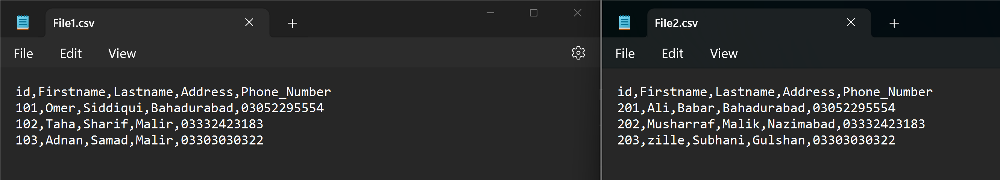 File1.csv
File Edit View
id,Firstname,Lastname,Address,Phone_Number
101,Omer,Siddiqui,Bahadurabad,03052295554
102,Taha,Sharif,Malir,03332423183
103,Adnan,Samad,Malir,03303030322
File2.csv
File Edit View
id,Firstname,Lastname,Address,Phone_Number
201,Ali,Babar,Bahadurabad,03052295554
202,Musharraf,Malik,Nazimabad,03332423183
203,zille,Subhani,Gulshan,03303030322